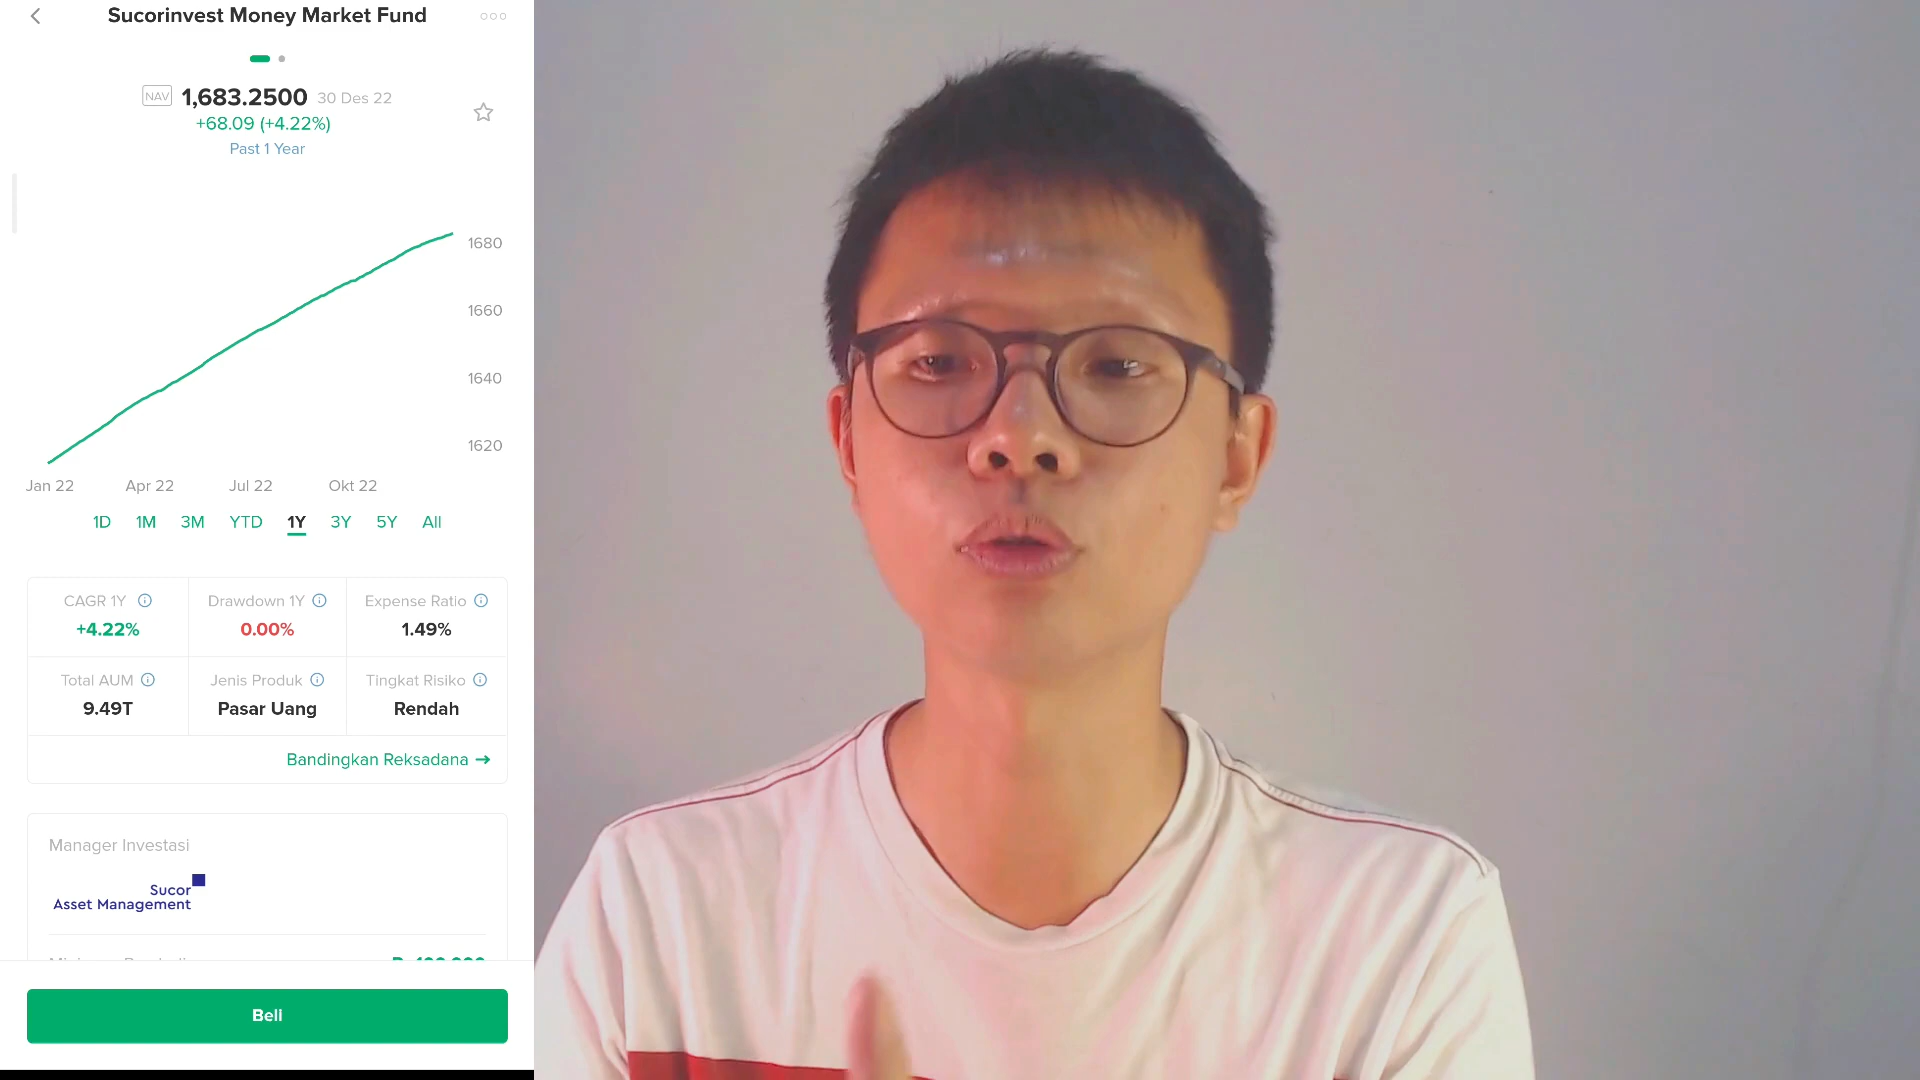 Sucorinvest Money Market Fund
NAV 1,683.2500 30 Des 22
+68.09 (+4.22%)
Past 1 Year
1680
1660
1640
1620
Jan 22 Apr 22 Jul 22 Okt 22
1D 1M 3M YTD 1Y 3Y 5Y All
CAGR 1Y Drawdown 1Y Expense Ratio
+4.22% 0.00% 1.49%
Total AUM Jenis Produk Tingkat Risiko
9.49T Pasar Uang Rendah
Bandingkan Reksadana →
Manager Investasi
Sucor
Asset Management
Beli